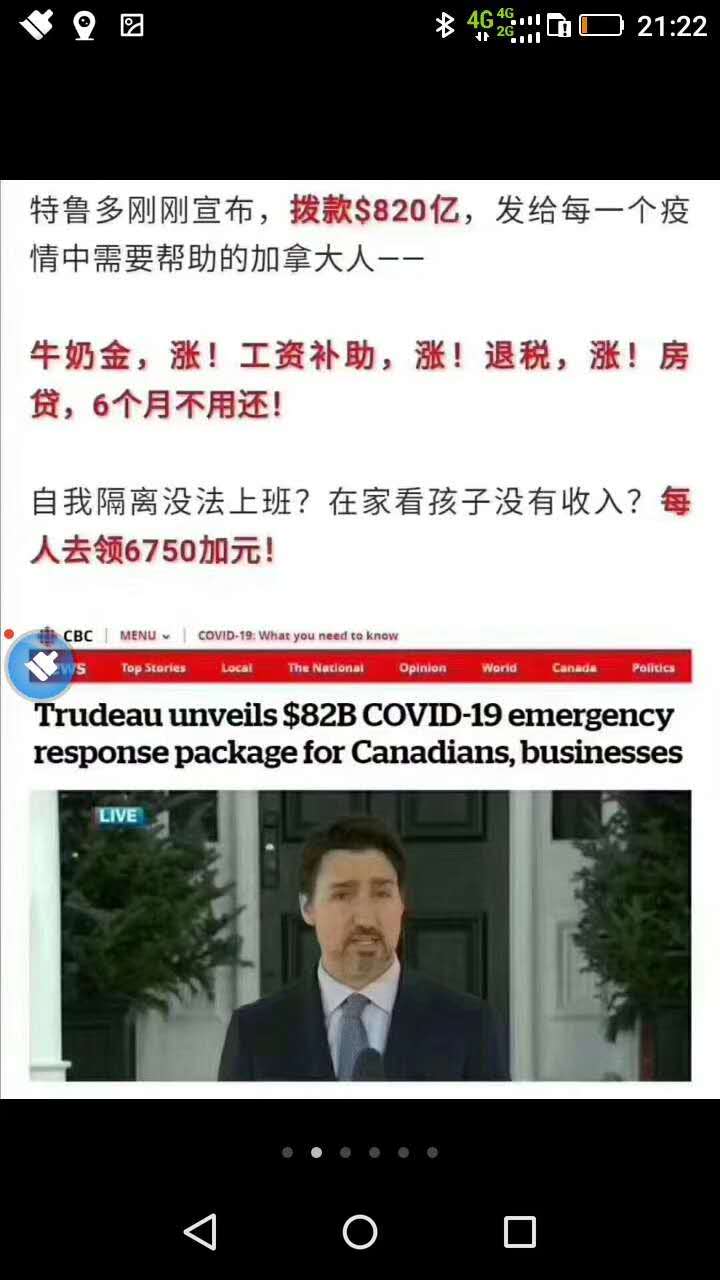 4G 4G 2G 21:22
特鲁多刚刚宣布，拨款$820亿，发给每一个疫
情中需要帮助的加拿大人——
牛奶金，涨！工资补助，涨！退税，涨！房
贷，6个月不用还！
自我隔离没法上班？在家看孩子没有收入？每
人去领6750加元！
CBC MENU COVID-19: What you need to know
Top Stories Local The National Opinion World Canada Politics
Trudeau unveils $82B COVID-19 emergency
response package for Canadians, businesses
LIVE